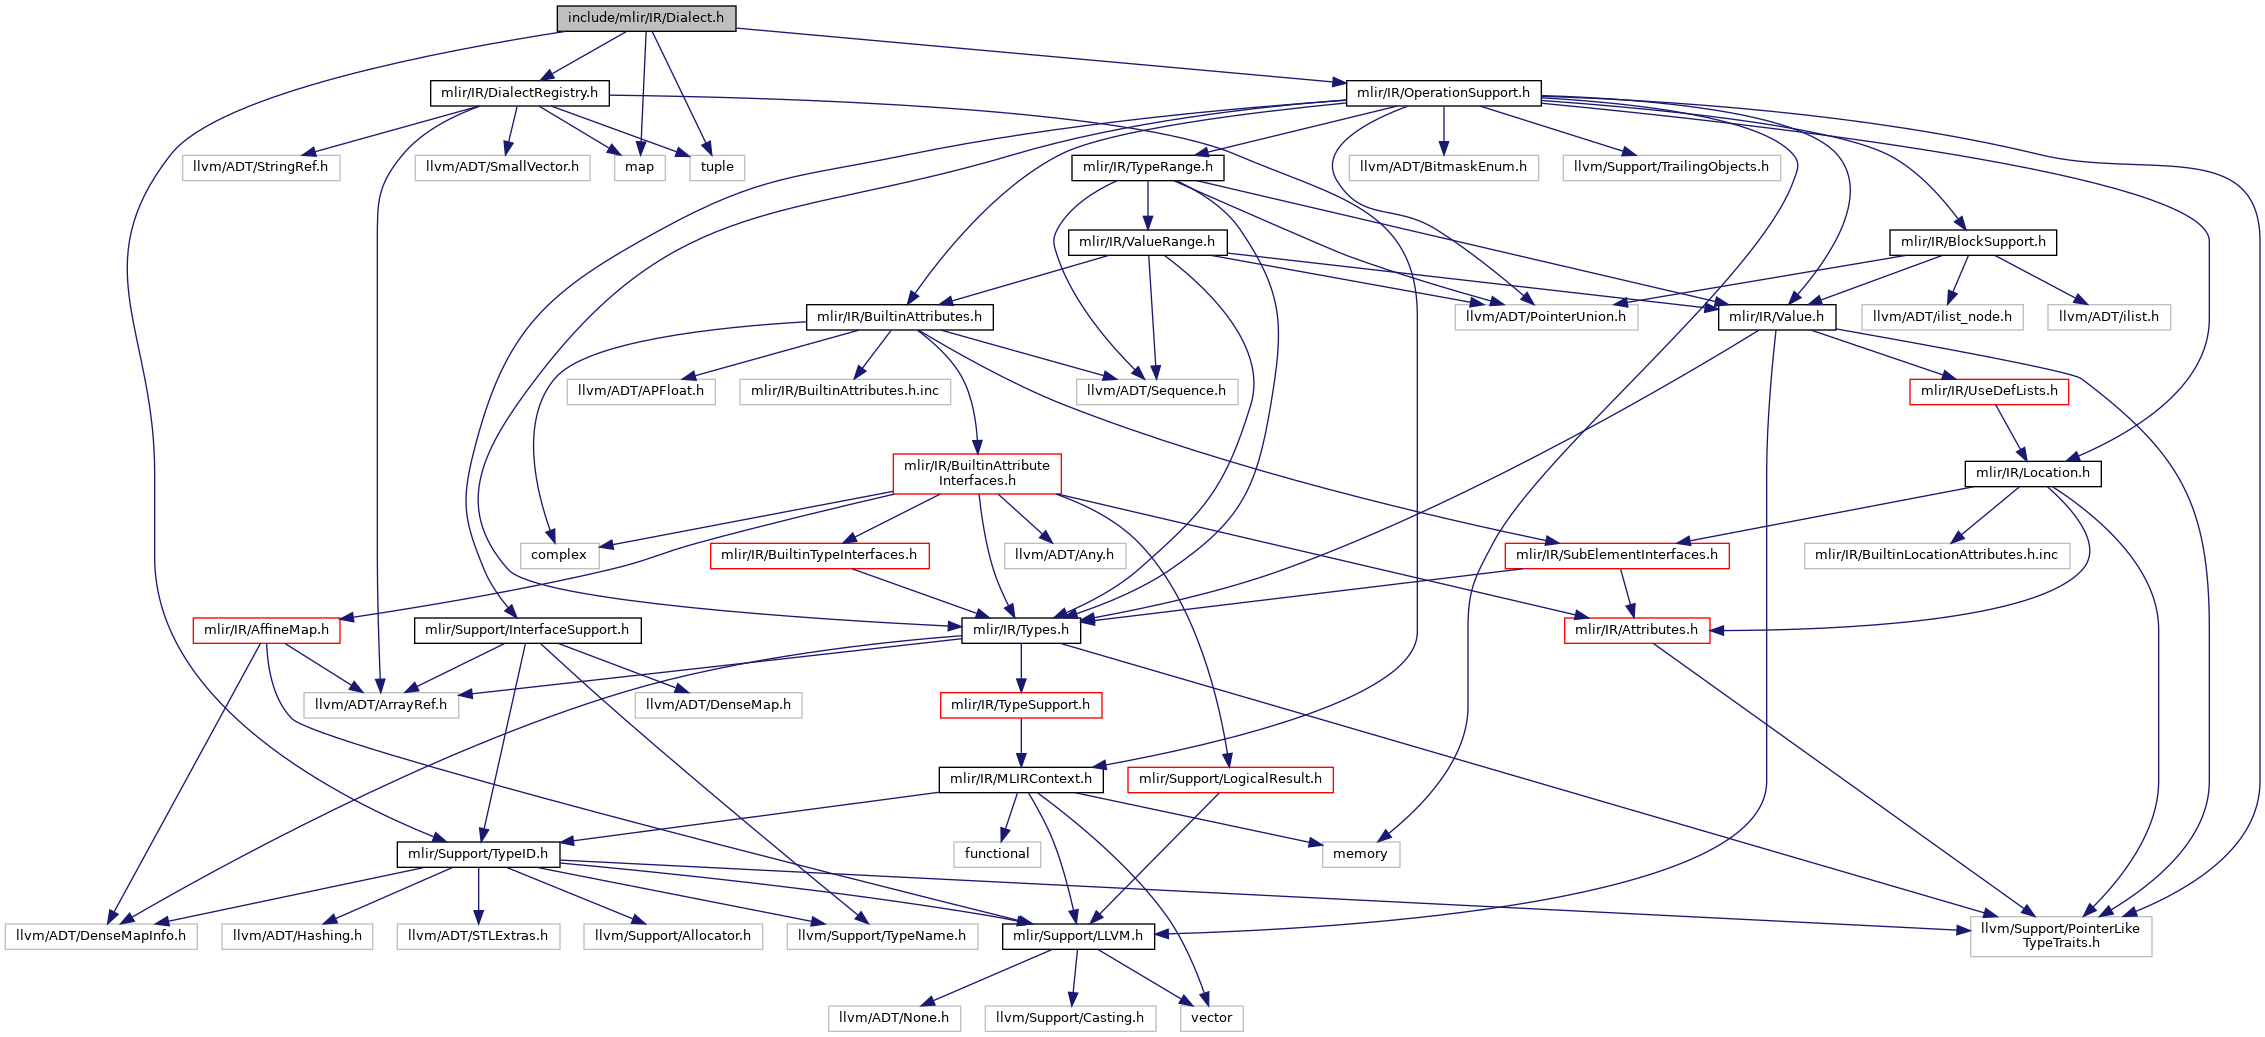 include/mlir/IR/Dialect.h
mlir/IR/DialectRegistry.h
mlir/IR/OperationSupport.h
llvm/ADT/StringRef.h
llvm/ADT/SmallVector.h
map
tuple
mlir/IR/TypeRange.h
llvm/ADT/BitmaskEnum.h
llvm/Support/TrailingObjects.h
mlir/IR/ValueRange.h
mlir/IR/BlockSupport.h
mlir/IR/BuiltinAttributes.h
llvm/ADT/PointerUnion.h
mlir/IR/Value.h
llvm/ADT/ilist_node.h
llvm/ADT/ilist.h
llvm/ADT/APFloat.h
mlir/IR/BuiltinAttributes.h.inc
llvm/ADT/Sequence.h
mlir/IR/UseDefLists.h
mlir/IR/BuiltinAttribute
Interfaces.h
mlir/IR/Location.h
complex
mlir/IR/BuiltinTypeInterfaces.h
llvm/ADT/Any.h
mlir/IR/SubElementInterfaces.h
mlir/IR/BuiltinLocationAttributes.h.inc
mlir/IR/AffineMap.h
mlir/Support/InterfaceSupport.h
mlir/IR/Types.h
mlir/IR/Attributes.h
llvm/ADT/ArrayRef.h
llvm/ADT/DenseMap.h
mlir/IR/TypeSupport.h
mlir/IR/MLIRContext.h
mlir/Support/LogicalResult.h
mlir/Support/TypeID.h
functional
memory
llvm/ADT/DenseMapInfo.h
llvm/ADT/Hashing.h
llvm/ADT/STLExtras.h
llvm/Support/Allocator.h
llvm/Support/TypeName.h
mlir/Support/LLVM.h
llvm/Support/PointerLike
TypeTraits.h
llvm/ADT/None.h
llvm/Support/Casting.h
vector